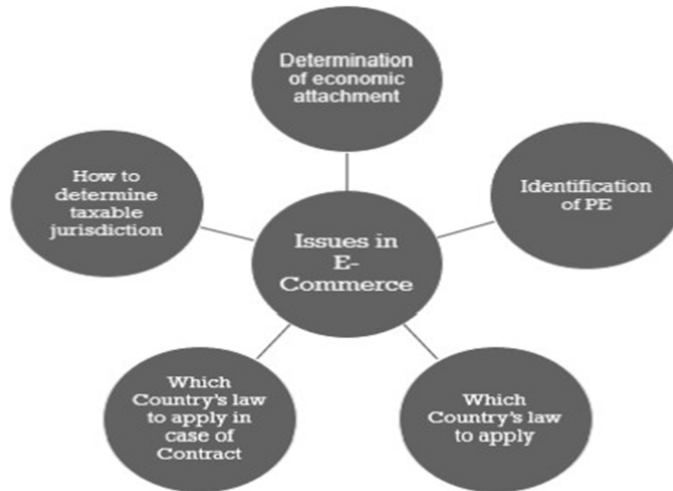 Determination
of economic
attachment
How to
determine
taxable
jurisdiction
Identification
of PE
Issues in
E-
Commerce
Which
Country's law
to apply in
case of
Contract
Which
Country's law
to apply